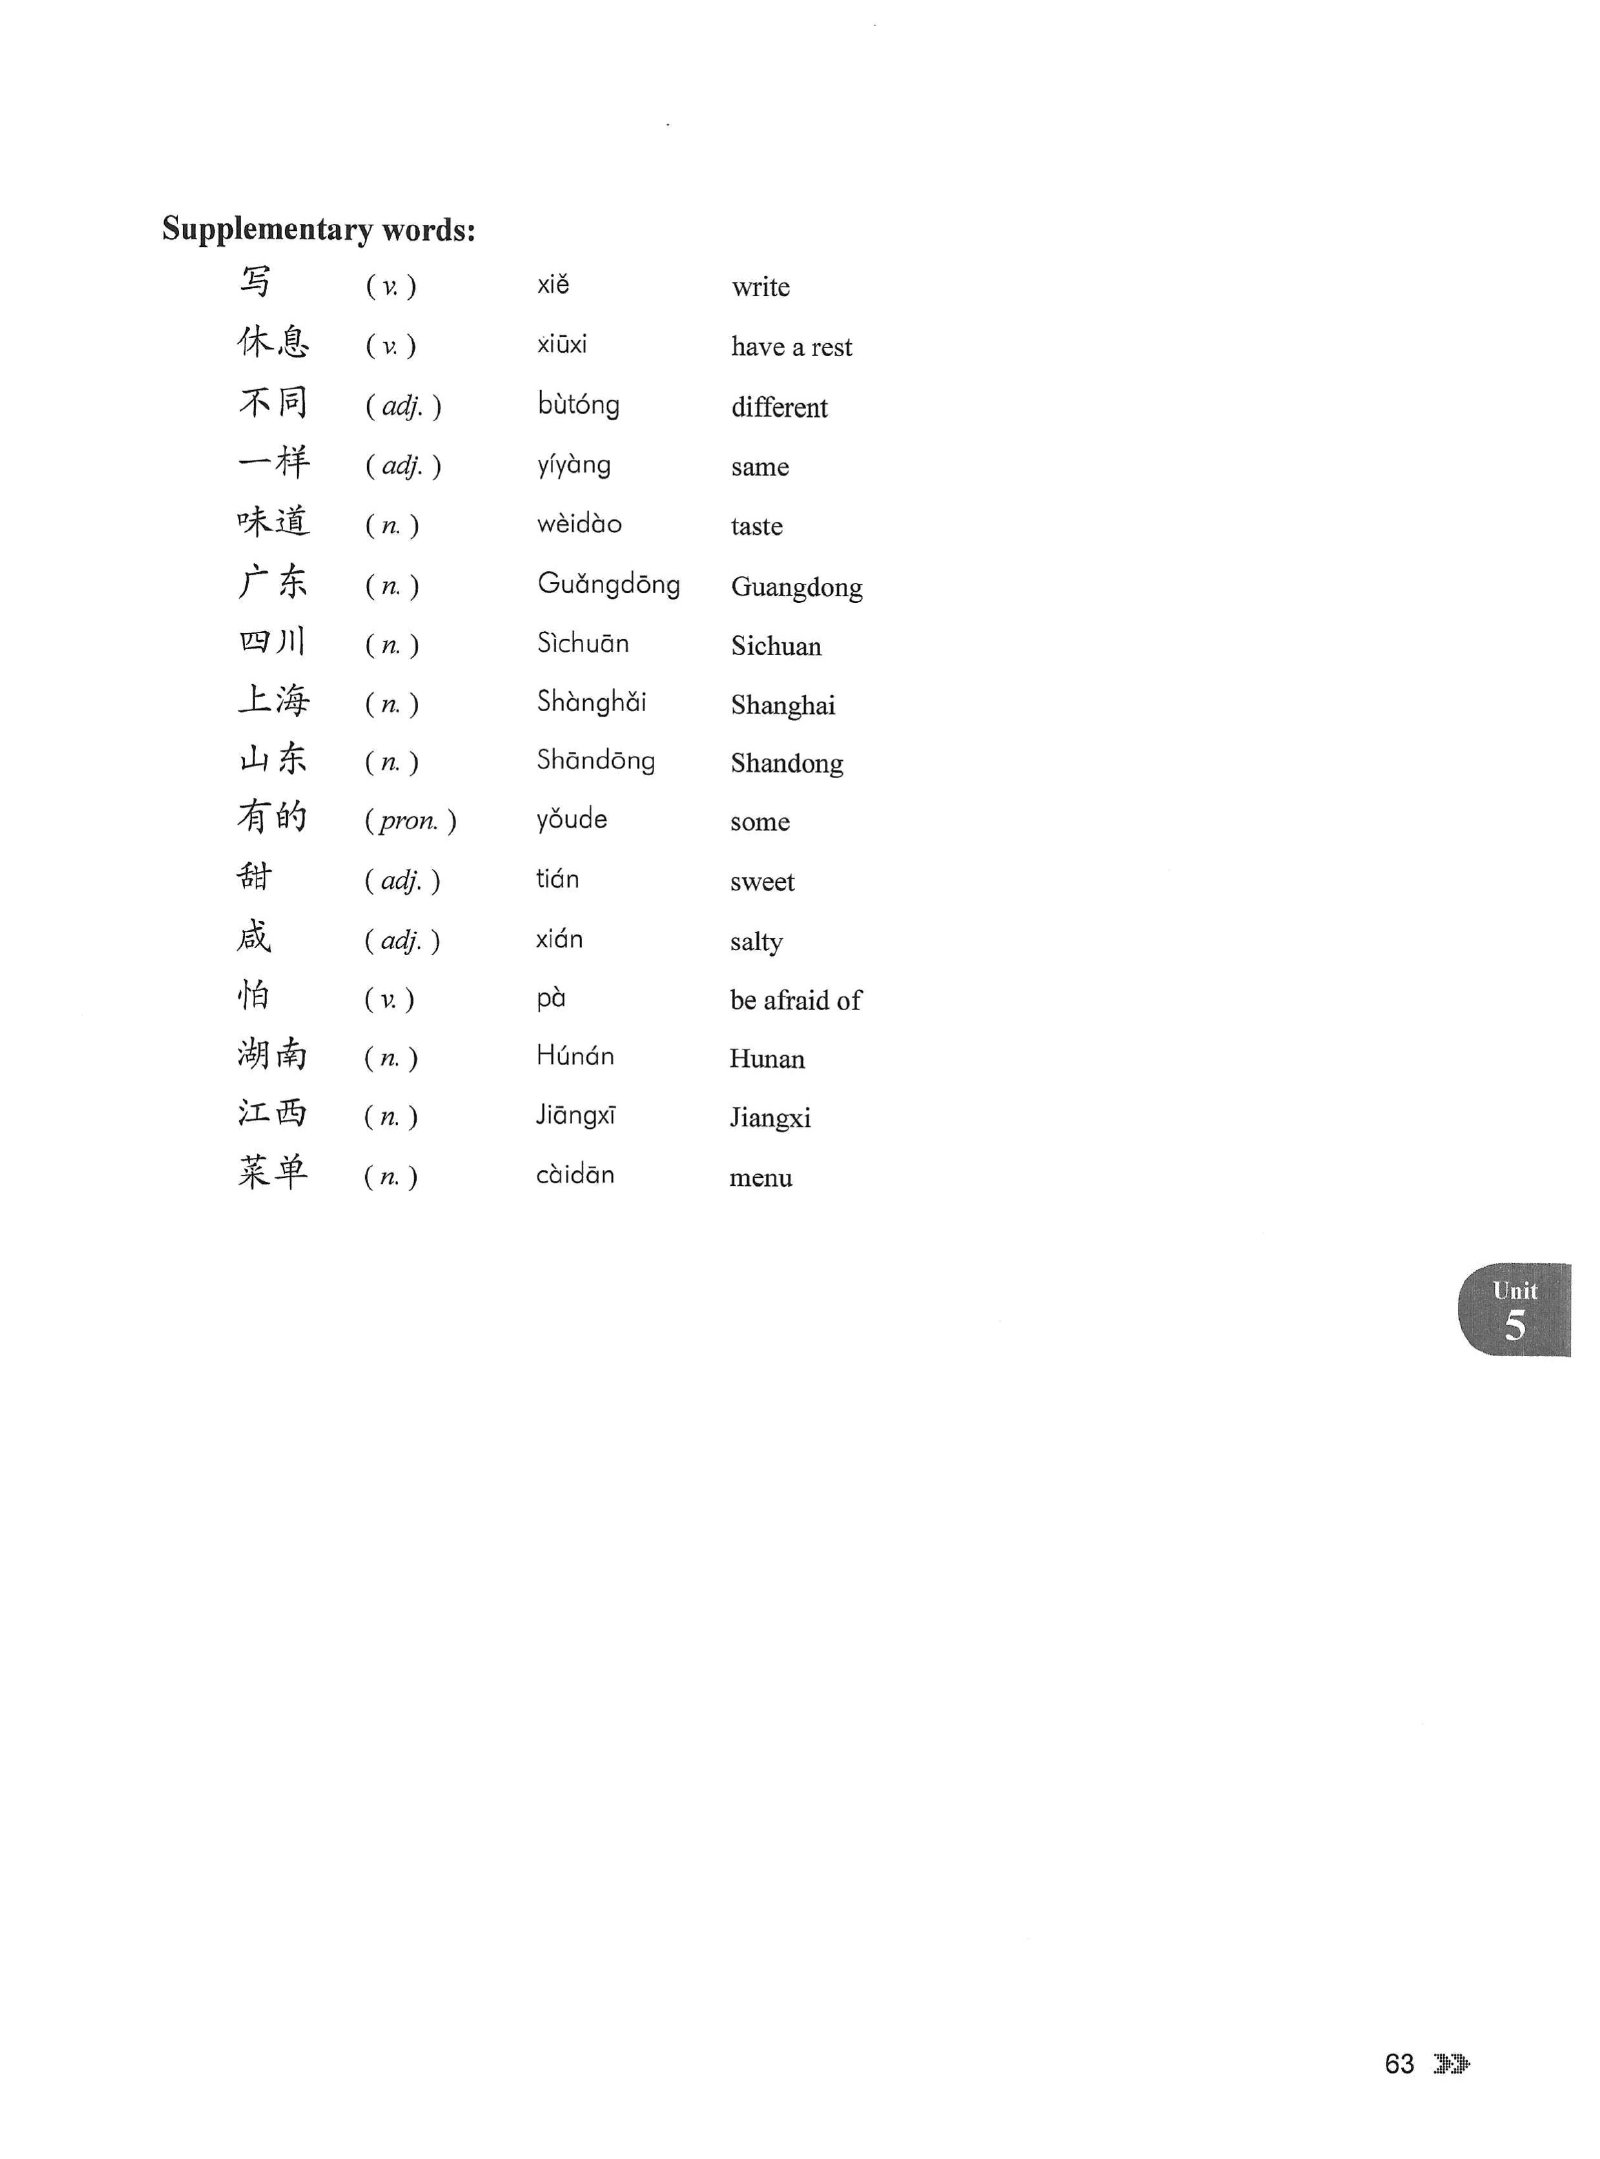 Supplementary words:
写 (v.) xiě write
休息 (v.) xiūxi have a rest
不同 (adj.) bùtóng different
一样 (adj.) yíyàng same
味道 (n.) wèidào taste
广东 (n.) Guǎngdōng Guangdong
四川 (n.) Sìchuān Sichuan
上海 (n.) Shànghǎi Shanghai
山东 (n.) Shāndōng Shandong
有的 (pron.) yǒude some
甜 (adj.) tián sweet
咸 (adj.) xián salty
怕 (v.) pà be afraid of
湖南 (n.) Húnán Hunan
江西 (n.) Jiāngxī Jiangxi
菜单 (n.) càidān menu
Unit
5
63